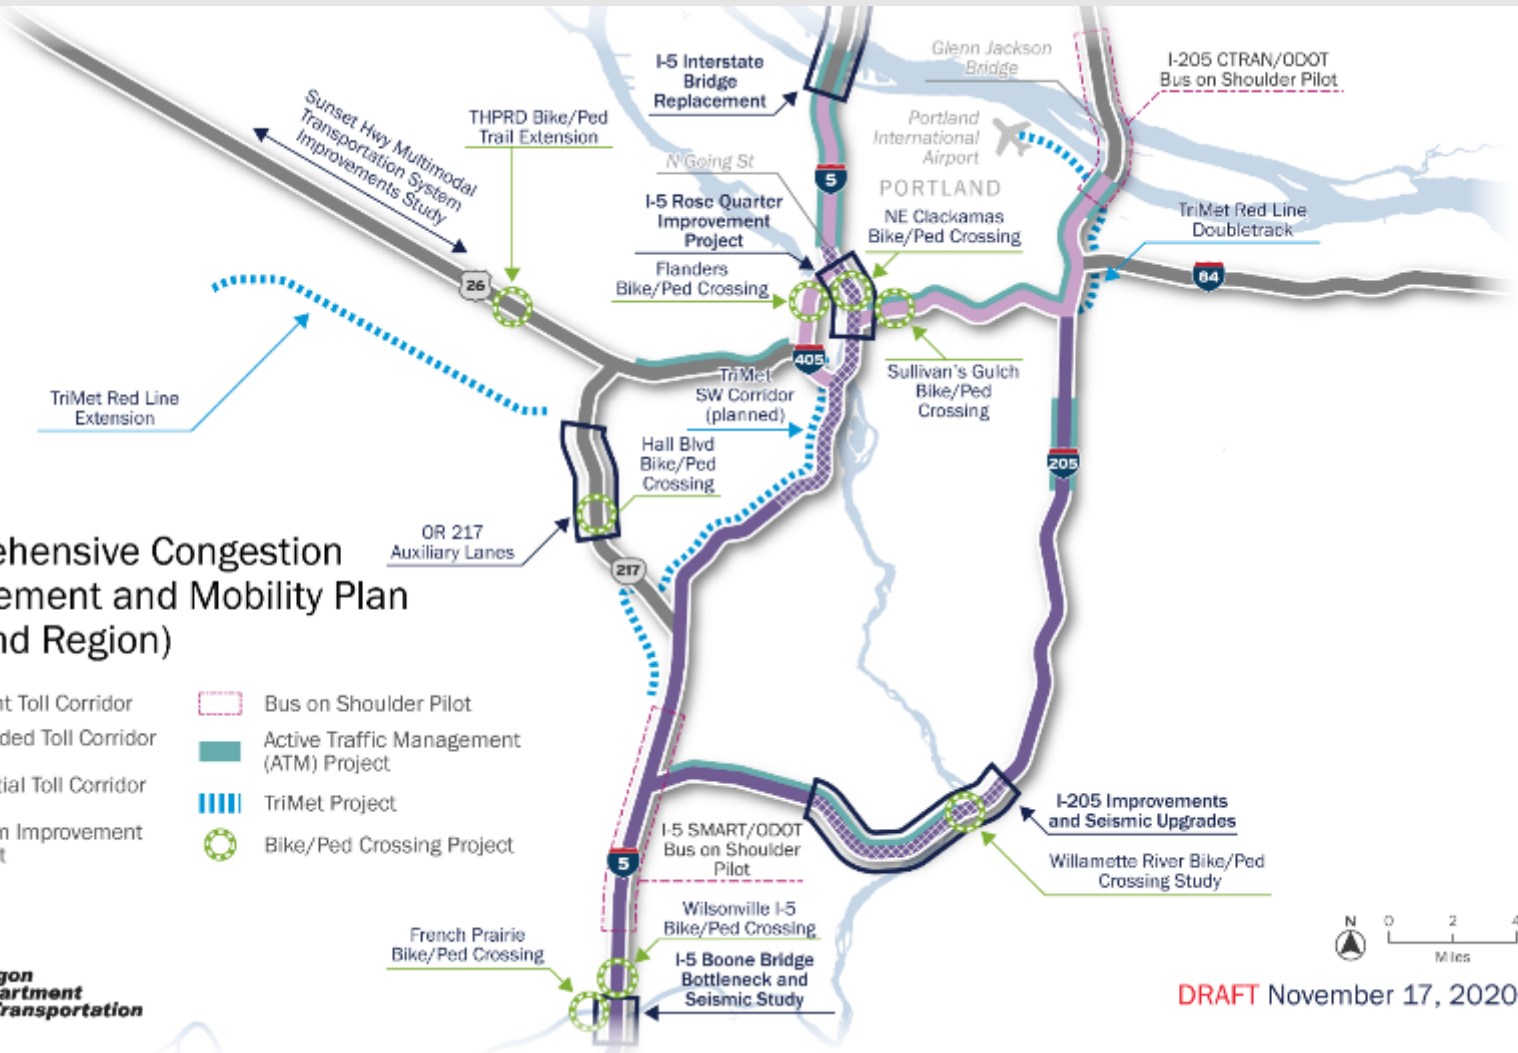 Glenn Jackson
Bridge
I-205 CTRAN/ODOT
Bus on Shoulder Pilot
I-5 Interstate
Bridge
Replacement
Sunset Hwy Multimodal
Transportation System
Improvements Study
THPRD Bike/Ped
Trail Extension
Portland
International
Airport
N Going St
5
PORTLAND
I-5 Rose Quarter
Improvement
Project
NE Clackamas
Bike/Ped Crossing
TriMet Red Line
Doubletrack
Flanders
Bike/Ped Crossing
26
84
405
TriMet
SW Corridor
(planned)
Sullivan's Gulch
Bike/Ped
Crossing
TriMet Red Line
Extension
Hall Blvd
Bike/Ped
Crossing
205
OR 217
Auxiliary Lanes
217
ehensive Congestion
ement and Mobility Plan
nd Region)
nt Toll Corridor
ded Toll Corridor
tial Toll Corridor
m Improvement
t
Bus on Shoulder Pilot
Active Traffic Management
(ATM) Project
TriMet Project
Bike/Ped Crossing Project
I-5 SMART/ODOT
Bus on Shoulder
Pilot
5
I-205 Improvements
and Seismic Upgrades
Willamette River Bike/Ped
Crossing Study
Wilsonville I-5
Bike/Ped Crossing
French Prairie
Bike/Ped Crossing
I-5 Boone Bridge
Bottleneck and
Seismic Study
N
0 2 4
Miles
gon
artment
Transportation
DRAFT November 17, 2020